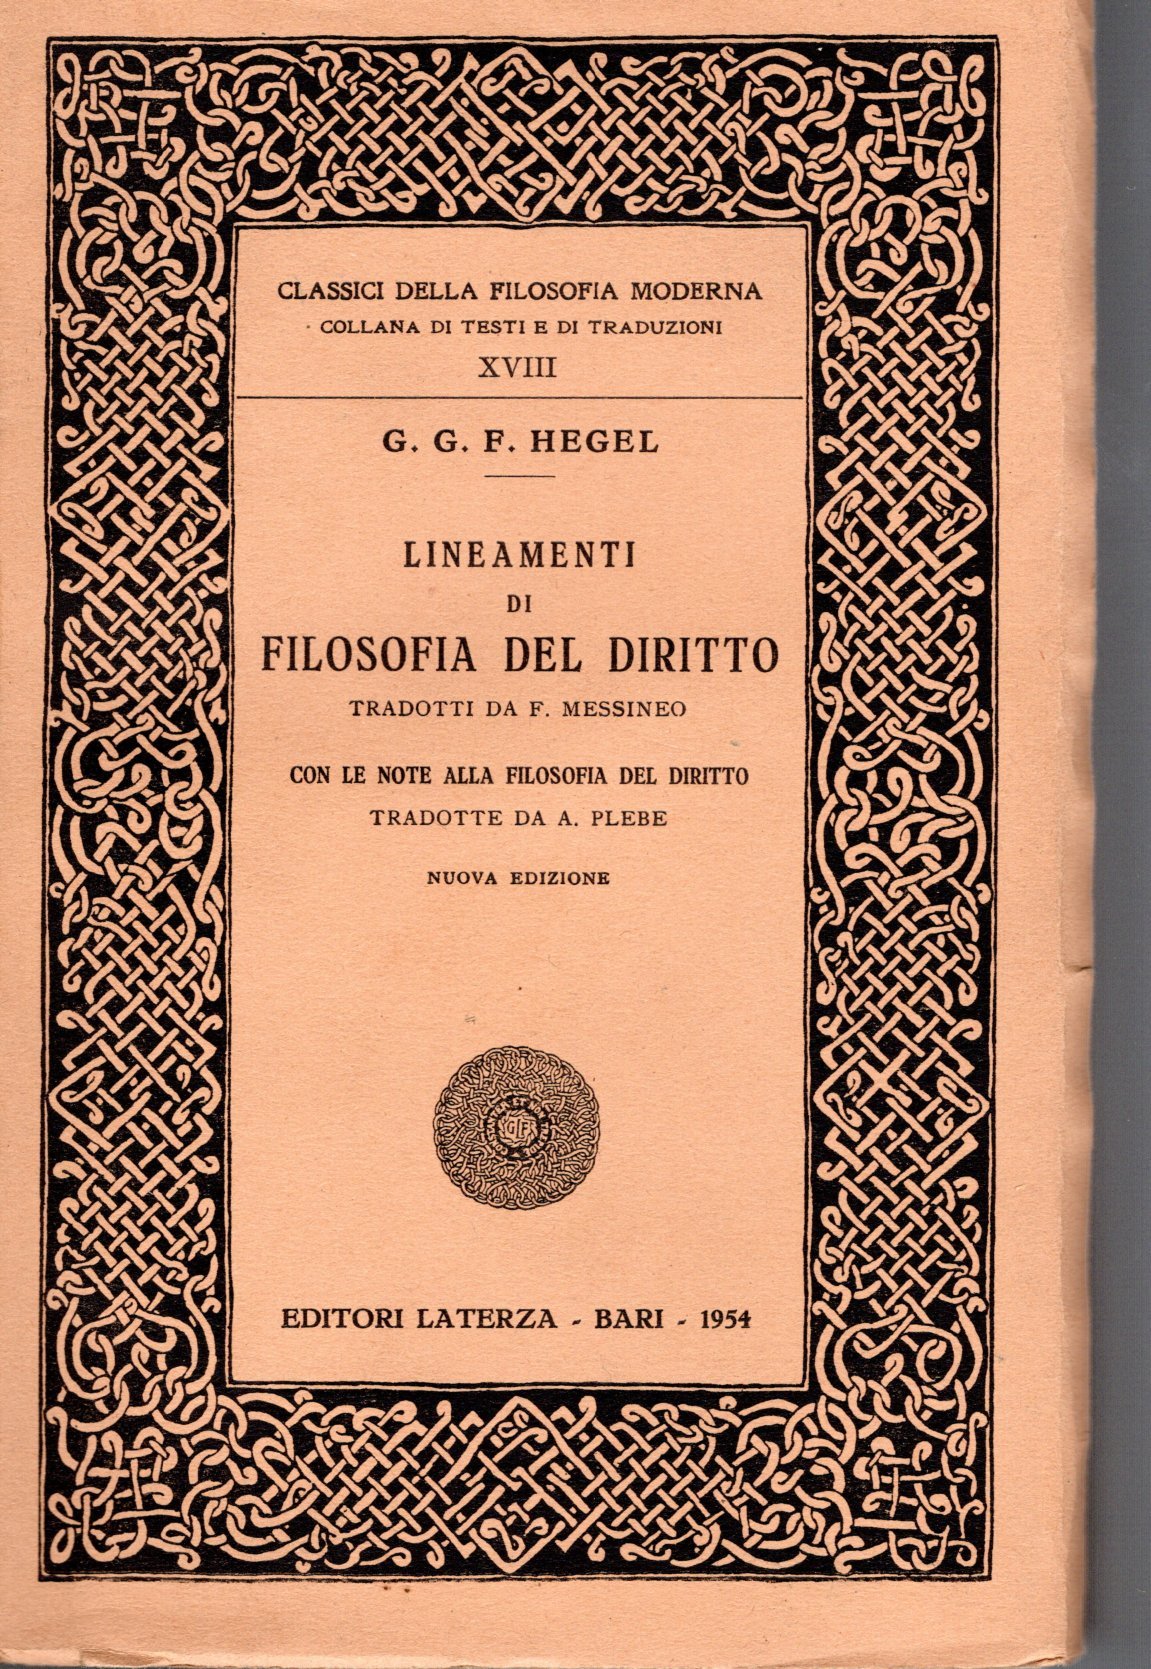 CLASSICI DELLA FILOSOFIA MODERNA
COLLANA DI TESTI E DI TRADUZIONI
XVIII
G. G. F. HEGEL
LINEAMENTI
DI
FILOSOFIA DEL DIRITTO
TRADOTTI DA F. MESSINEO
CON LE NOTE ALLA FILOSOFIA DEL DIRITTO
TRADOTTE DA A. PLEBE
NUOVA EDIZIONE
EDITORI LATERZA - BARI - 1954